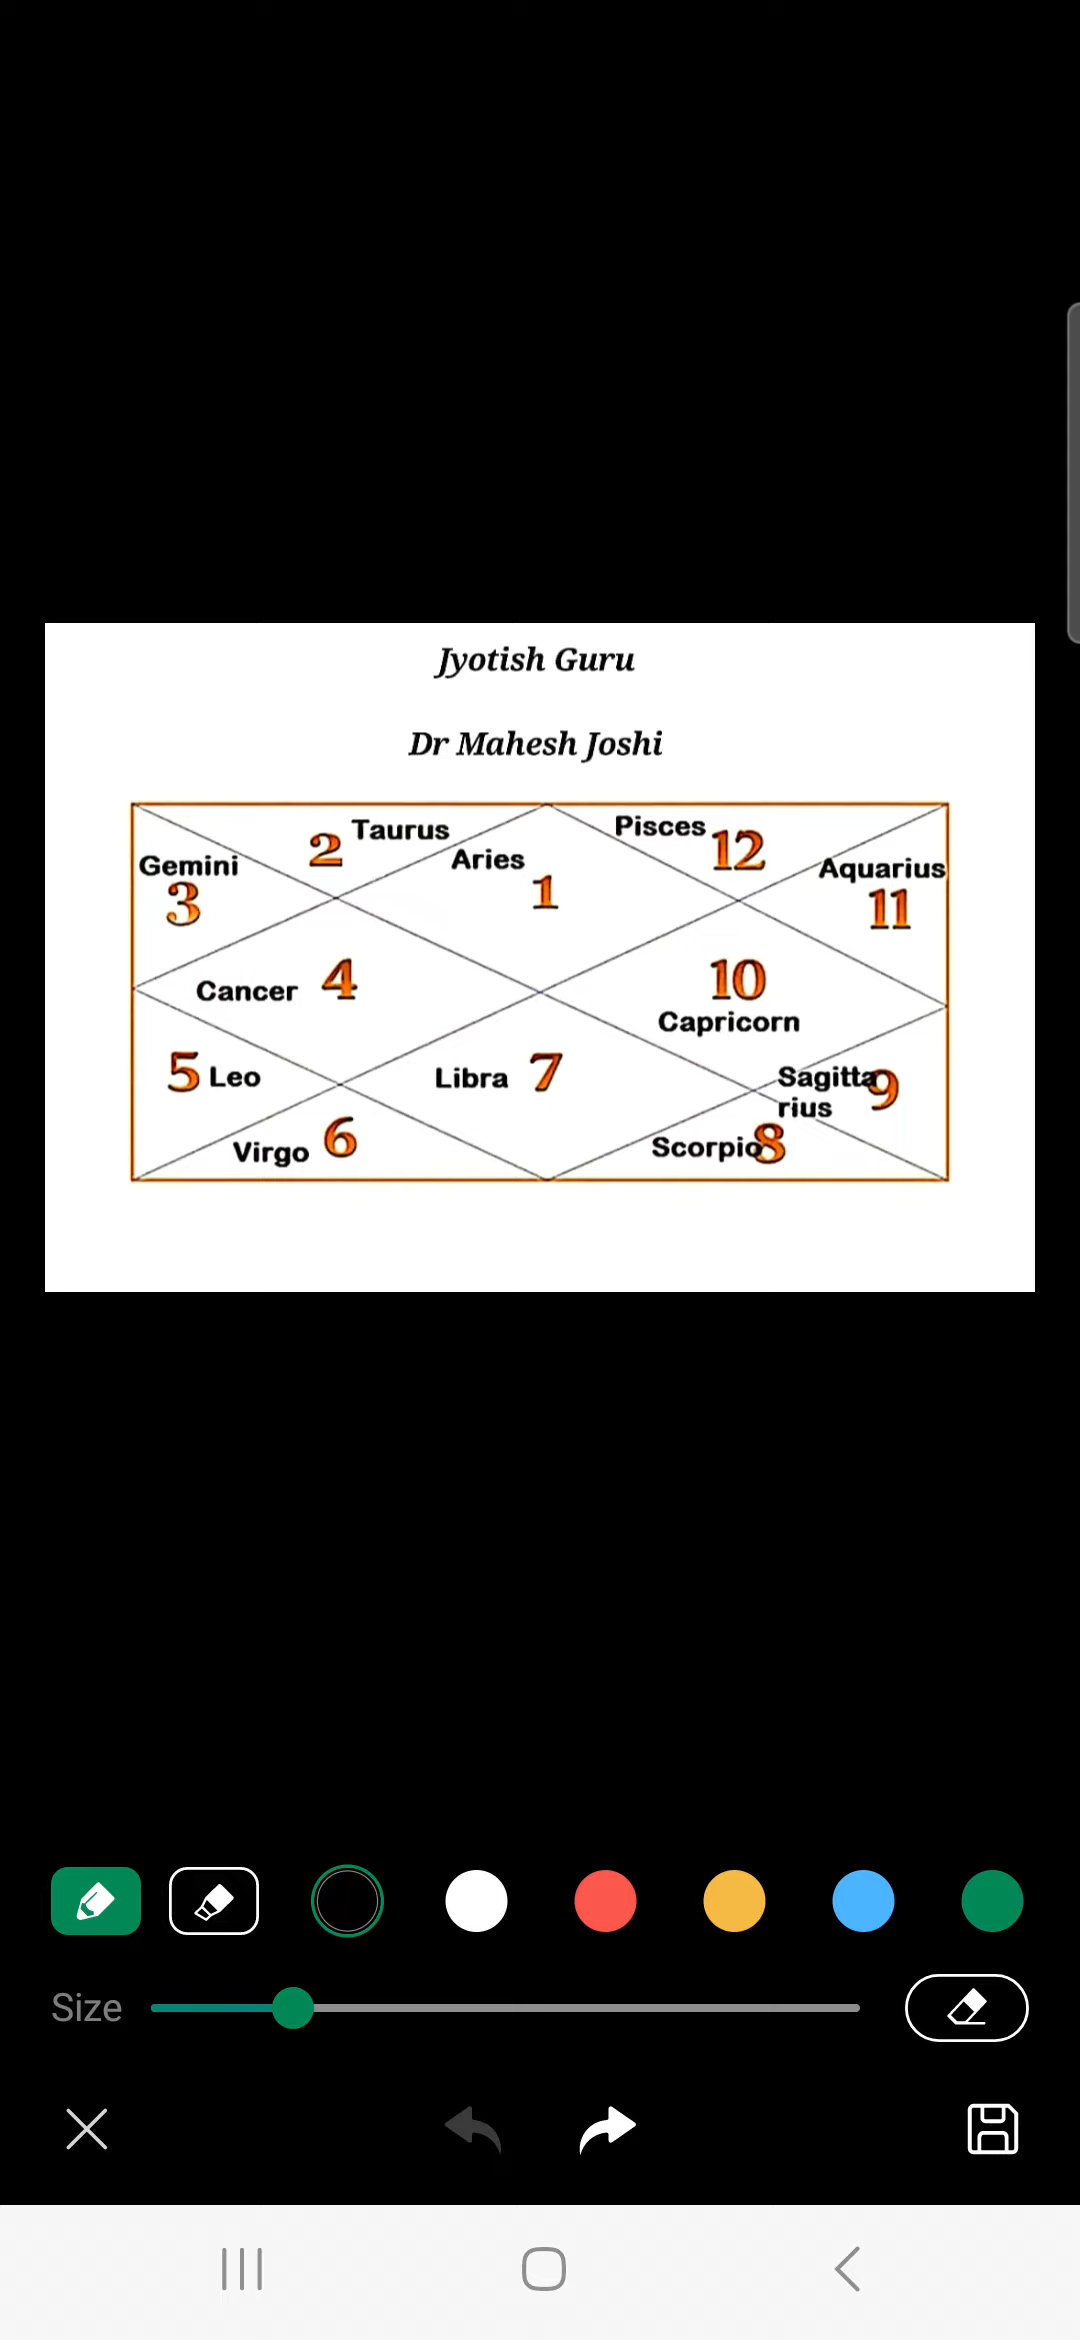 Jyotish Guru
Dr Mahesh Joshi
Taurus
2
Pisces
12
Gemini
3
Aries
1
Aquarius
11
Cancer 4
10
Capricorn
5 Leo
Libra 7
Sagitta
rius
9
Virgo 6
Scorpio 8
Size